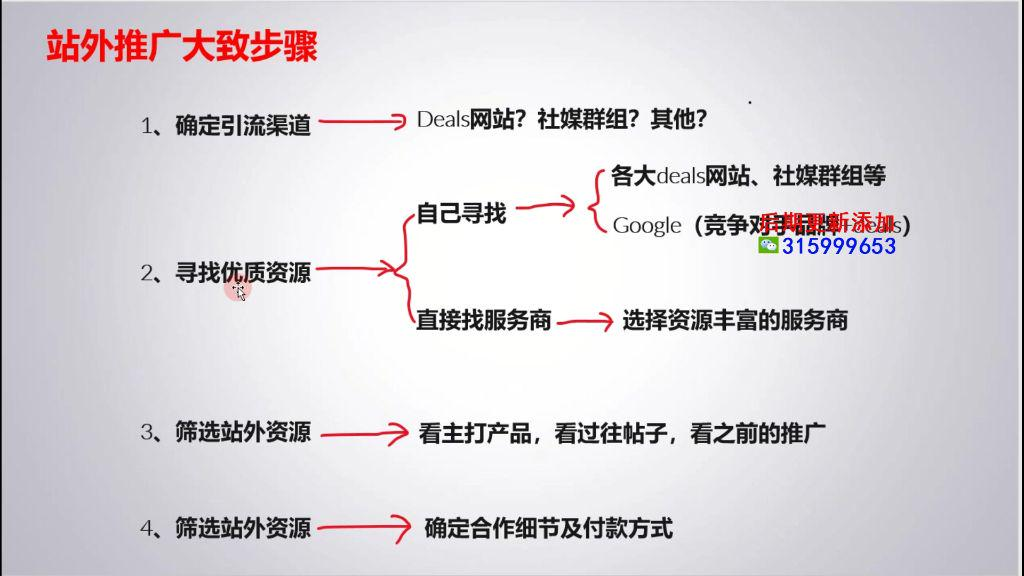 站外推广大致步骤
1、确定引流渠道
Deals网站？社媒群组？其他？
各大deals网站、社媒群组等
自己寻找
Google（竞争对手品牌+deals）
后期更新添加
315999653
2、寻找优质资源
直接找服务商
选择资源丰富的服务商
3、筛选站外资源
看主打产品，看过往帖子，看之前的推广
4、筛选站外资源
确定合作细节及付款方式